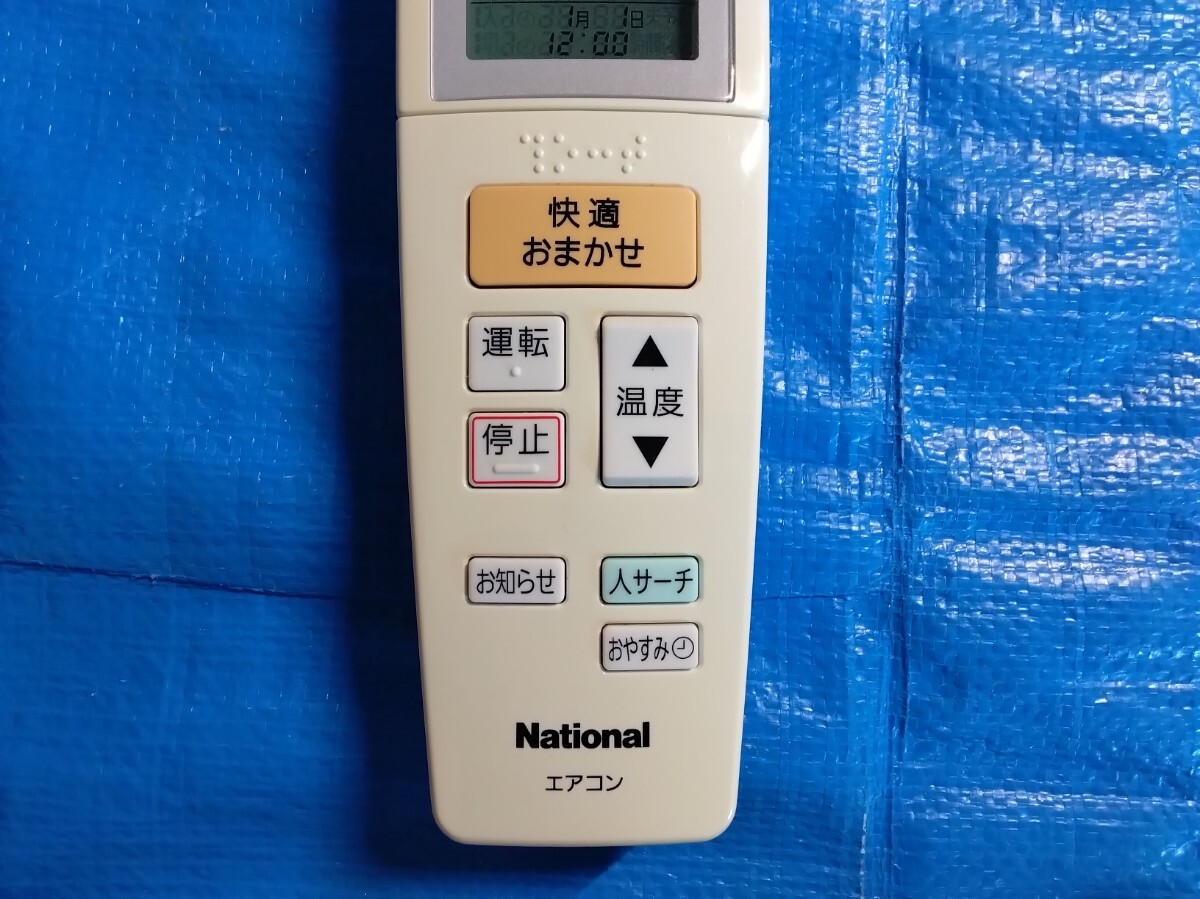 1月 1日
12:00
快適
おまかせ
運転
▲
温度
▼
停止
お知らせ
人サーチ
おやすみ
National
エアコン